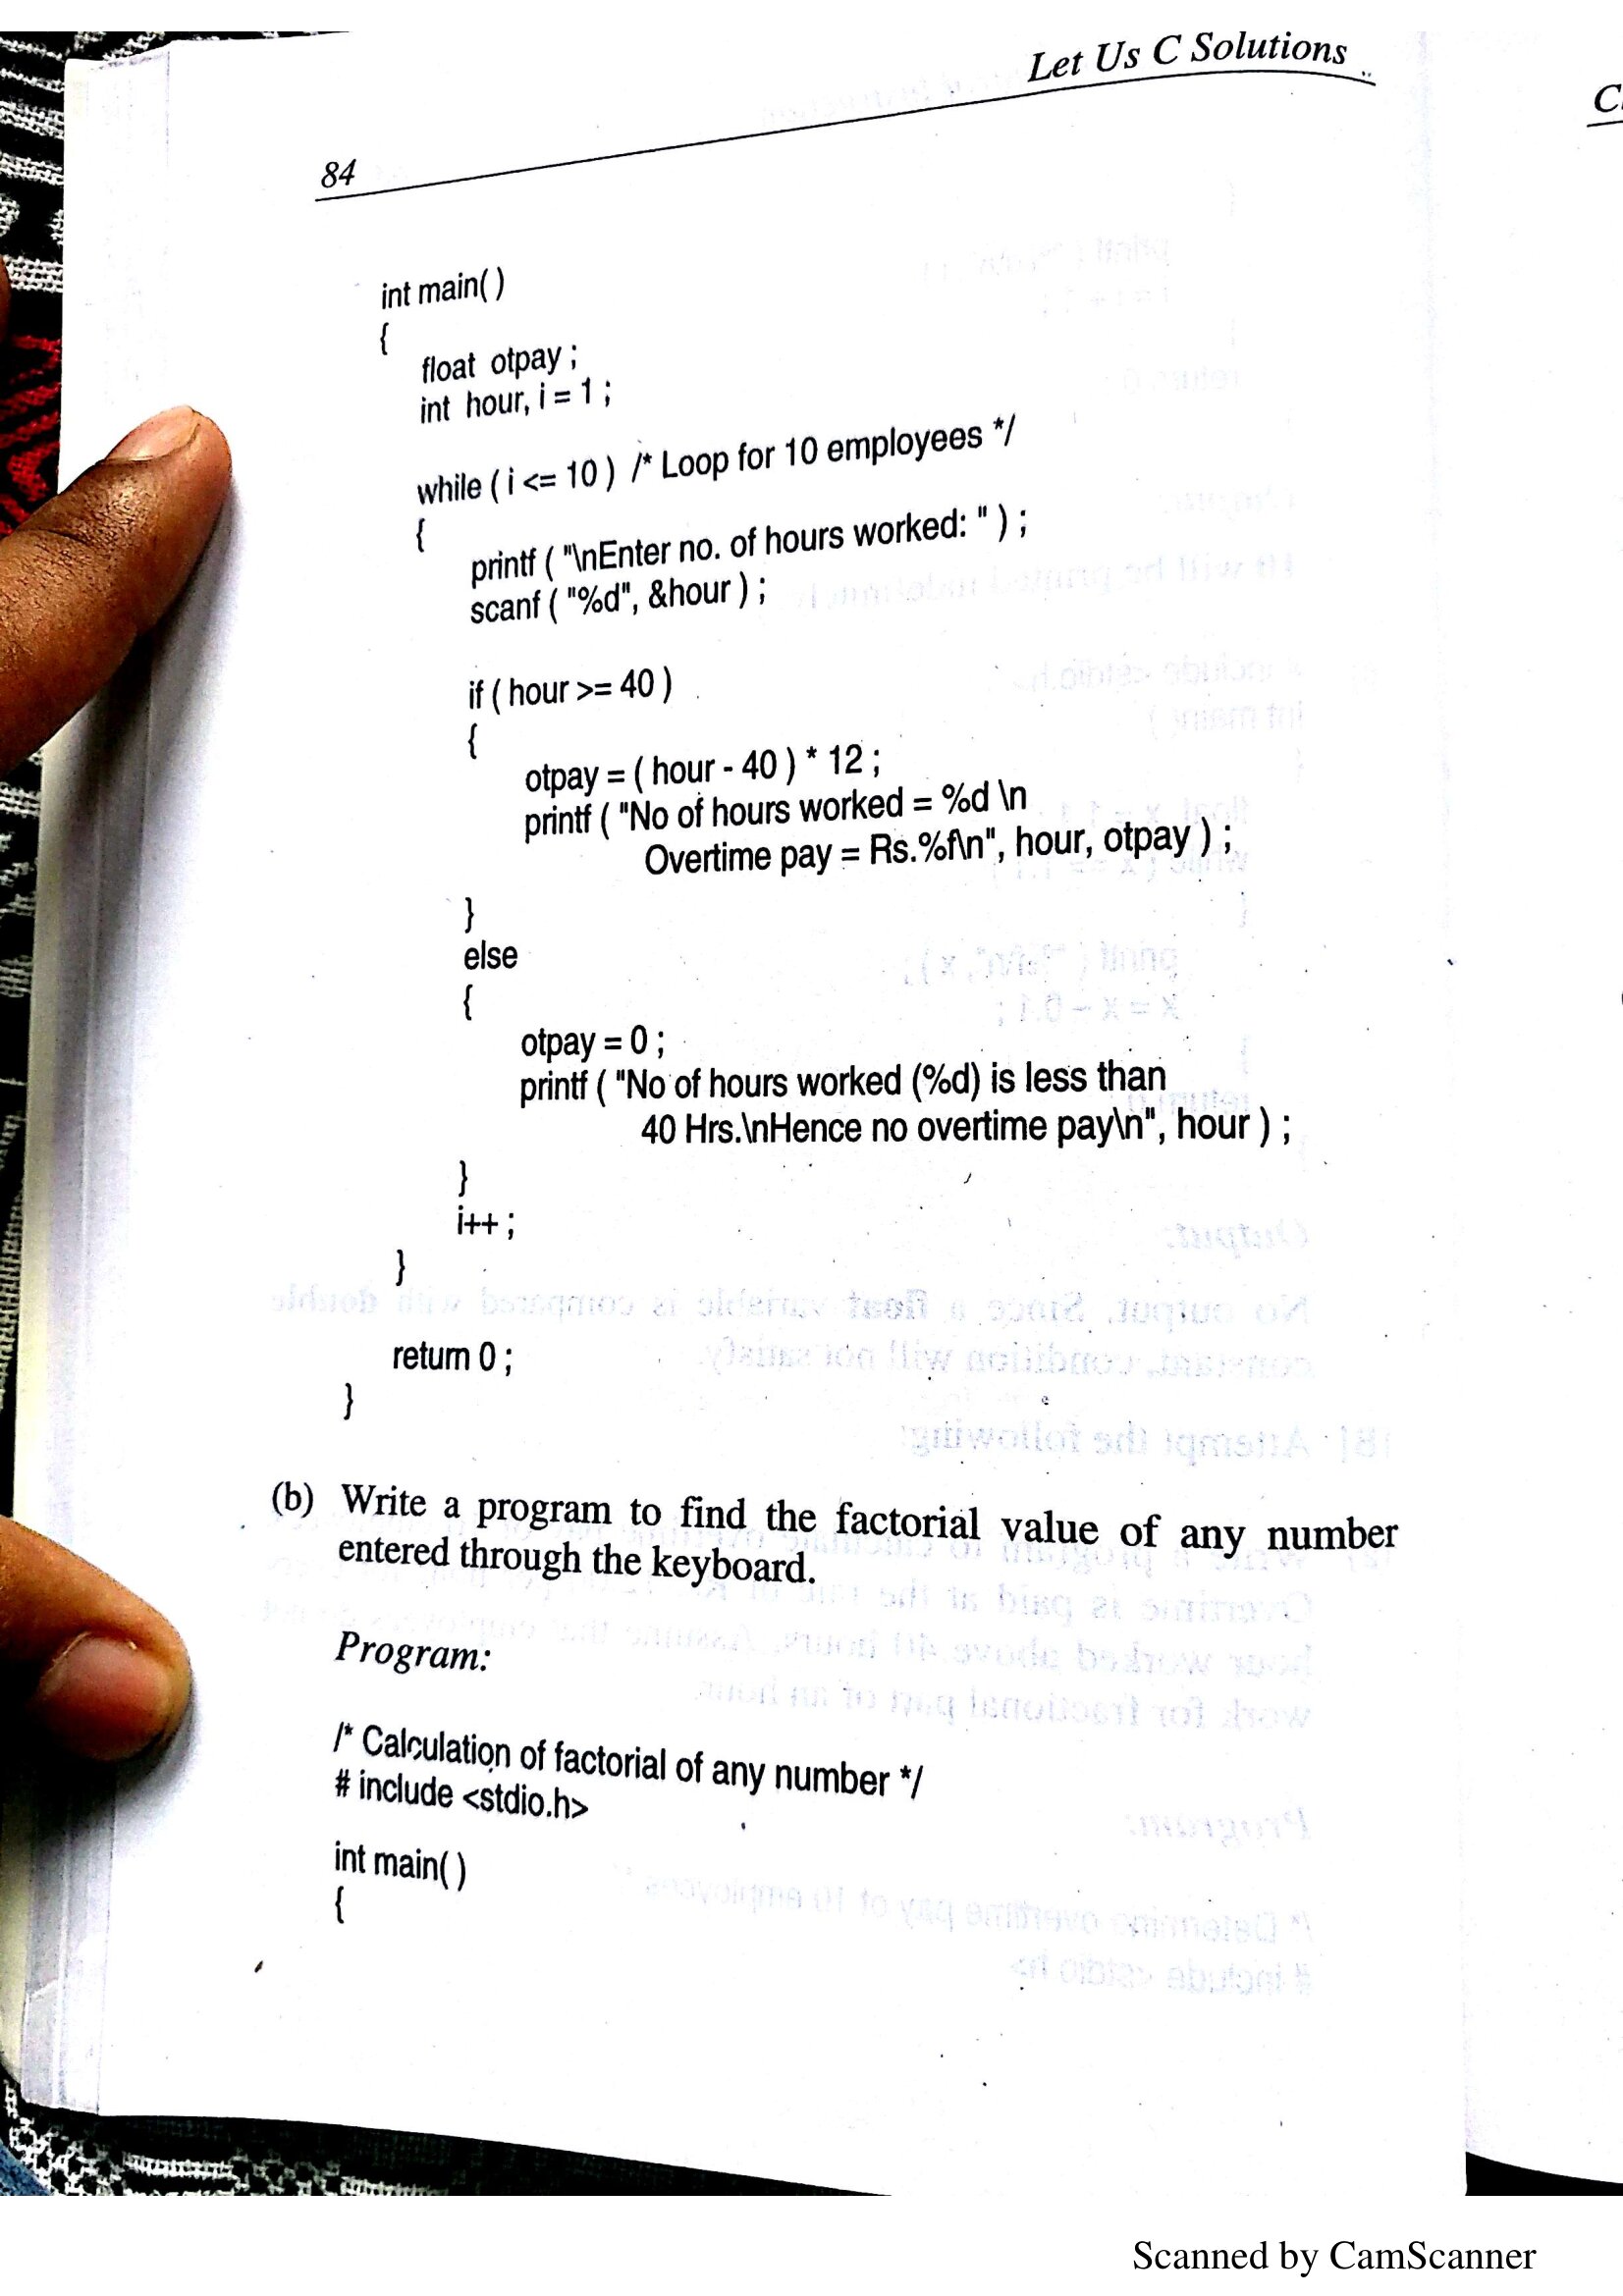 Let Us C Solutions
84
int main( )
{
float otpay ;
int hour, i = 1 ;
while ( i <= 10 ) /* Loop for 10 employees */
{
printf ( "\nEnter no. of hours worked: " ) ;
scanf ( "%d", &hour ) ;
if ( hour >= 40 )
{
otpay = ( hour - 40 ) * 12 ;
printf ( "No of hours worked = %d \n
Overtime pay = Rs.%f\n", hour, otpay ) ;
}
else
{
otpay = 0 ;
printf ( "No of hours worked (%d) is less than
40 Hrs.\nHence no overtime pay\n", hour ) ;
}
i++ ;
}
return 0 ;
}
(b) Write a program to find the factorial value of any number
entered through the keyboard.
Program:
/* Calculation of factorial of any number */
# include <stdio.h>
int main( )
{
Scanned by CamScanner